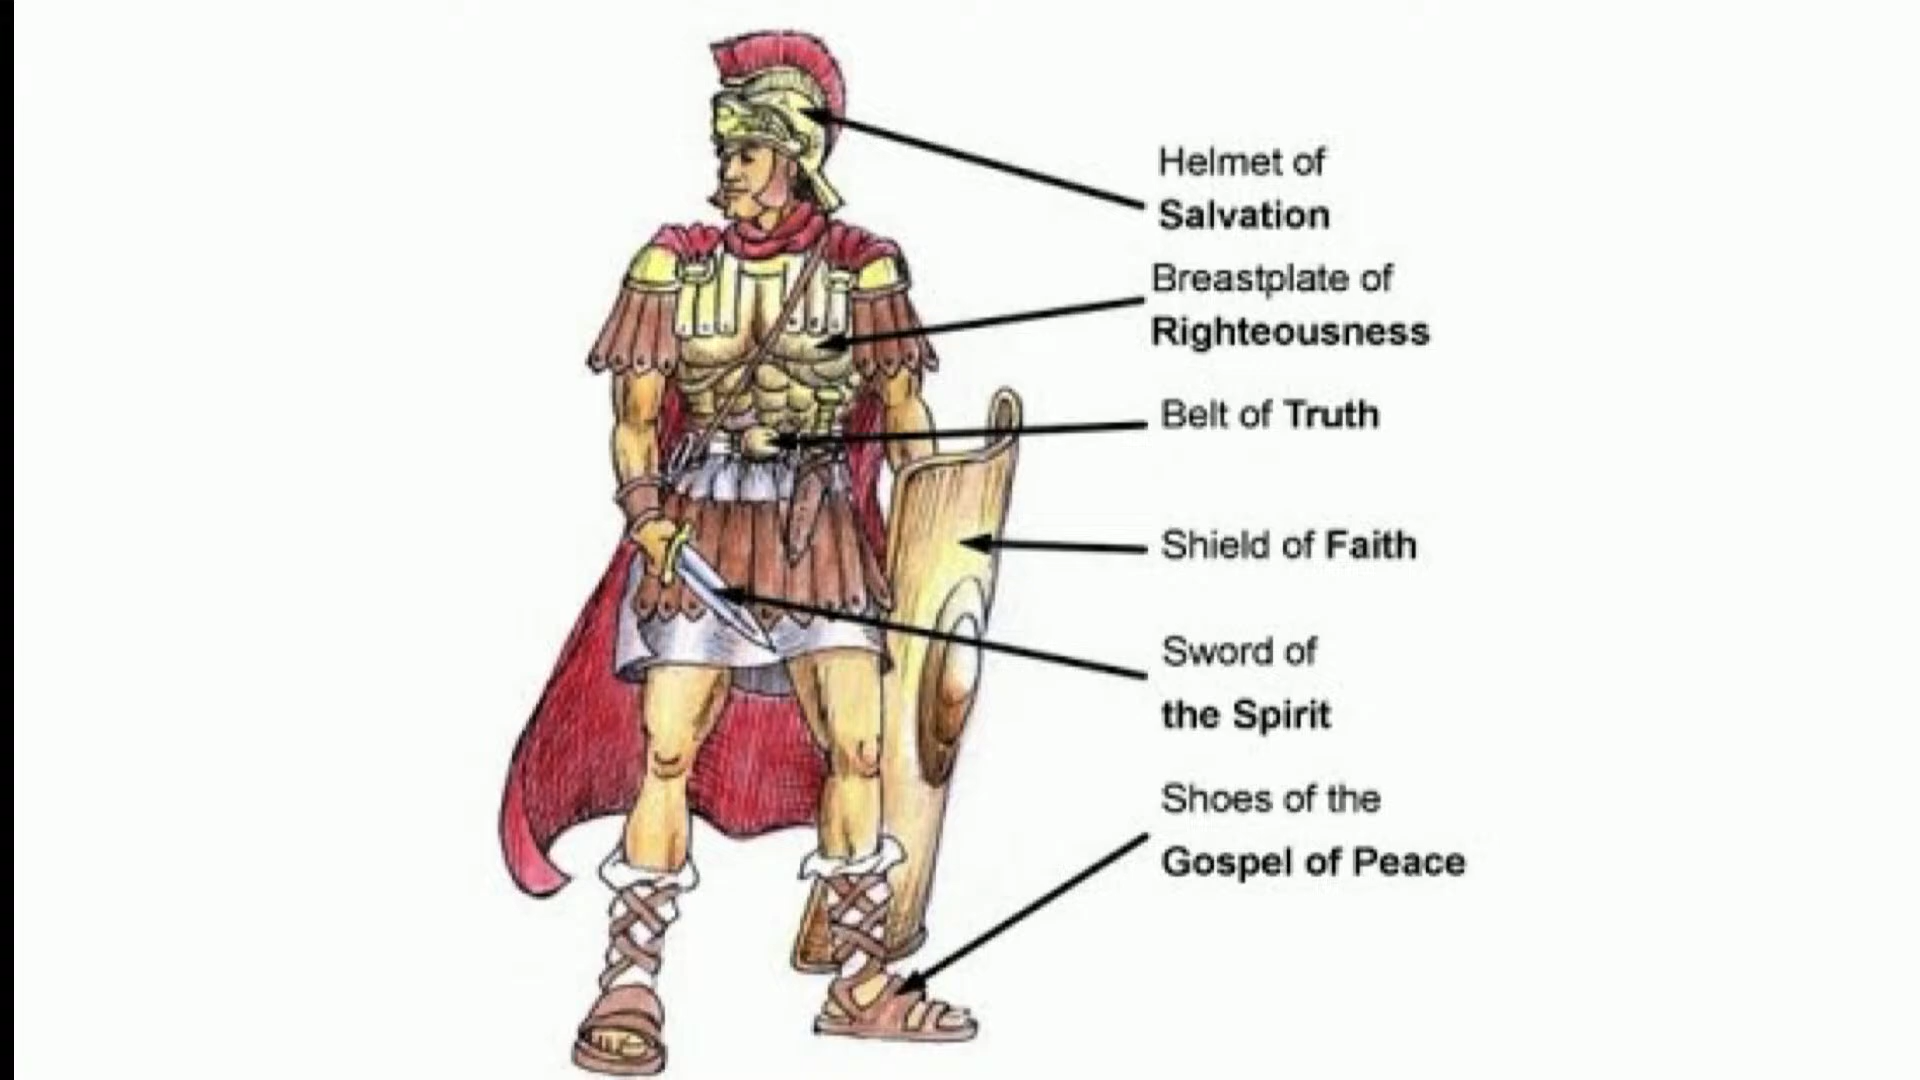 Helmet of
Salvation
Breastplate of
Righteousness
Belt of Truth
Shield of Faith
Sword of
the Spirit
Shoes of the
Gospel of Peace